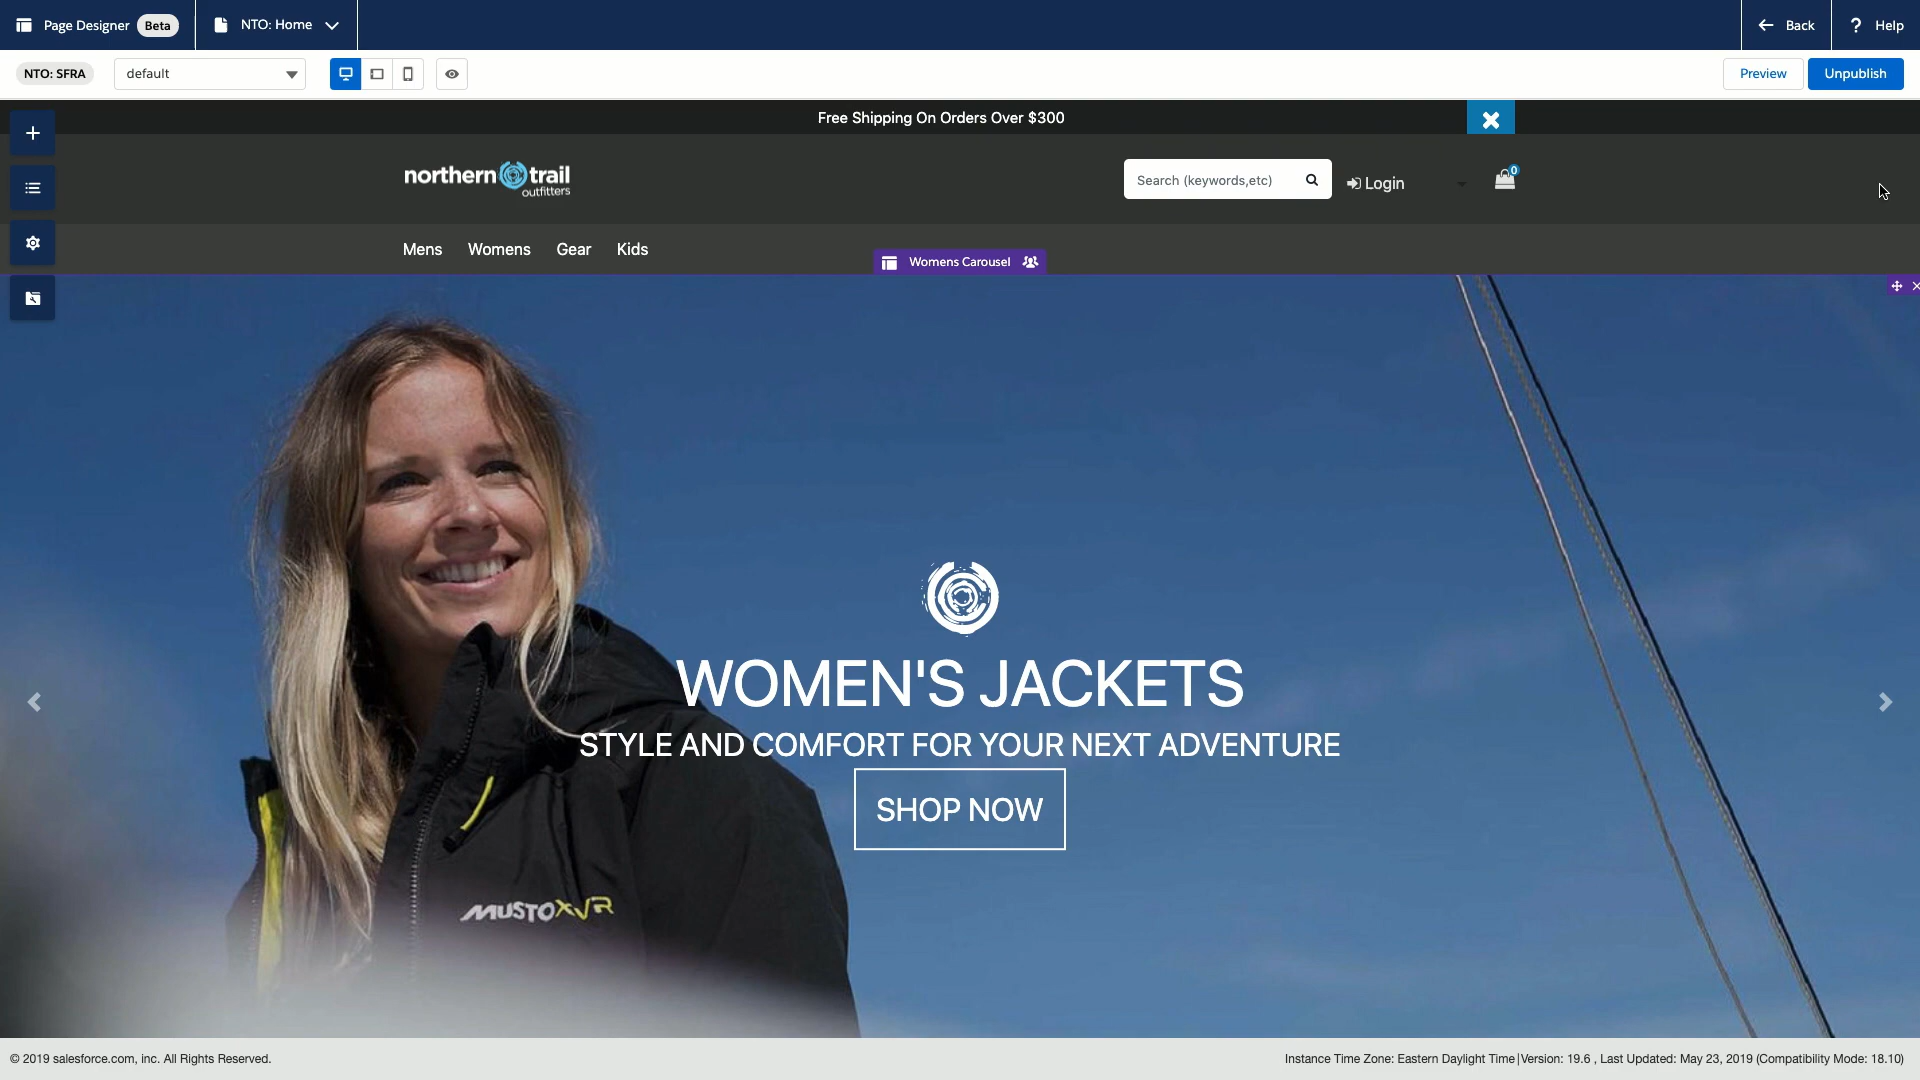 Page Designer Beta NTO: Home Back ? Help
NTO: SFRA default Preview Unpublish
Free Shipping On Orders Over $300
northern trail
outfitters
Search (keywords,etc) Login 0
Mens Womens Gear Kids
Womens Carousel
WOMEN'S JACKETS
STYLE AND COMFORT FOR YOUR NEXT ADVENTURE
SHOP NOW
MUSTO XVR
© 2019 salesforce.com, inc. All Rights Reserved. Instance Time Zone: Eastern Daylight Time|Version: 19.6 , Last Updated: May 23, 2019 (Compatibility Mode: 18.10)